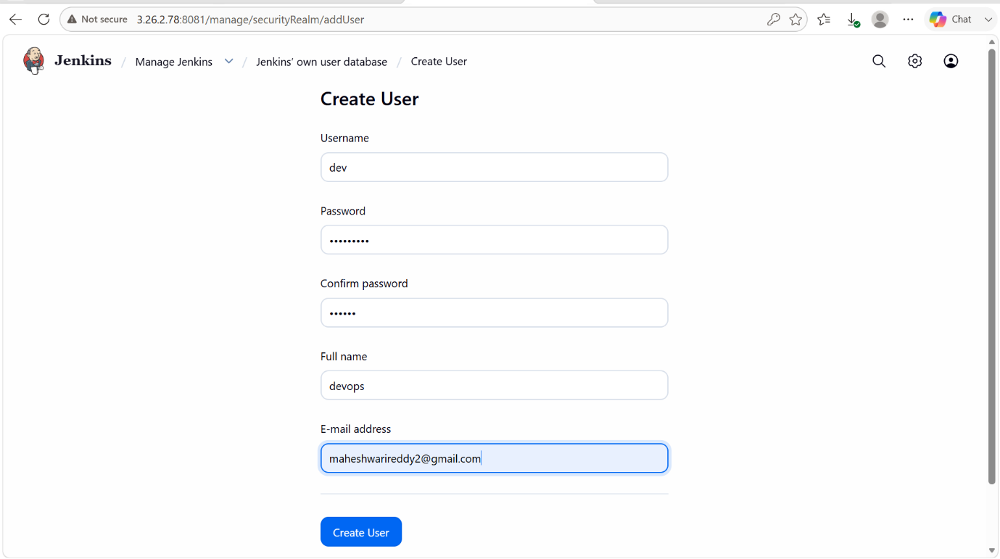 Not secure 3.26.2.78:8081/manage/securityRealm/addUser Chat
Jenkins / Manage Jenkins / Jenkins' own user database / Create User
Create User
Username
dev
Password
•••••••••
Confirm password
••••••
Full name
devops
E-mail address
maheshwarireddy2@gmail.com
Create User